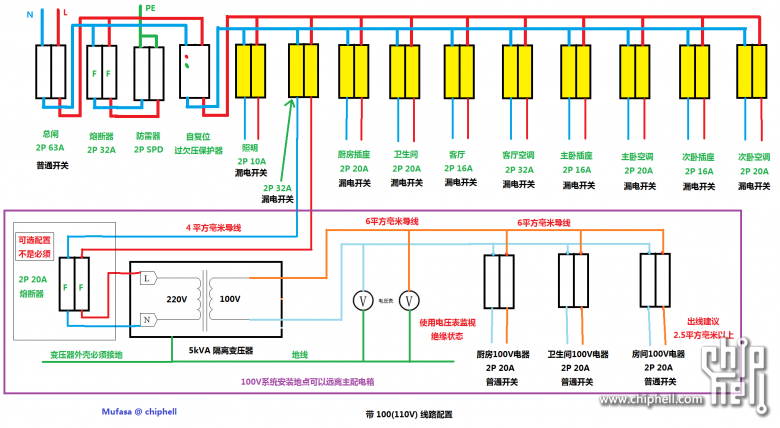 N
L
PE
F
F
总闸
2P 63A
普通开关
熔断器
2P 32A
防雷器
2P SPD
自复位
过欠压保护器
照明
2P 10A
漏电开关
2P 32A
漏电开关
厨房插座
2P 20A
漏电开关
卫生间
2P 20A
漏电开关
客厅
2P 16A
漏电开关
客厅空调
2P 32A
漏电开关
主卧插座
2P 16A
漏电开关
主卧空调
2P 20A
漏电开关
次卧插座
2P 16A
漏电开关
次卧空调
2P 20A
漏电开关
可选配置
不是必须
2P 20A
熔断器
F
F
4 平方毫米导线
6平方毫米导线
6平方毫米导线
L
N
220V
100V
5kVA 隔离变压器
V
电压表
V
使用电压表监视
绝缘状态
变压器外壳必须接地
地线
厨房100V电器
2P 20A
普通开关
卫生间100V电器
2P 20A
普通开关
房间100V电器
2P 20A
普通开关
出线建议
2.5平方毫米以上
100V系统安装地点可以远离主配电箱
Mufasa @ chiphell
带 100(110V) 线路配置
chip
hell
www.chiphell.com